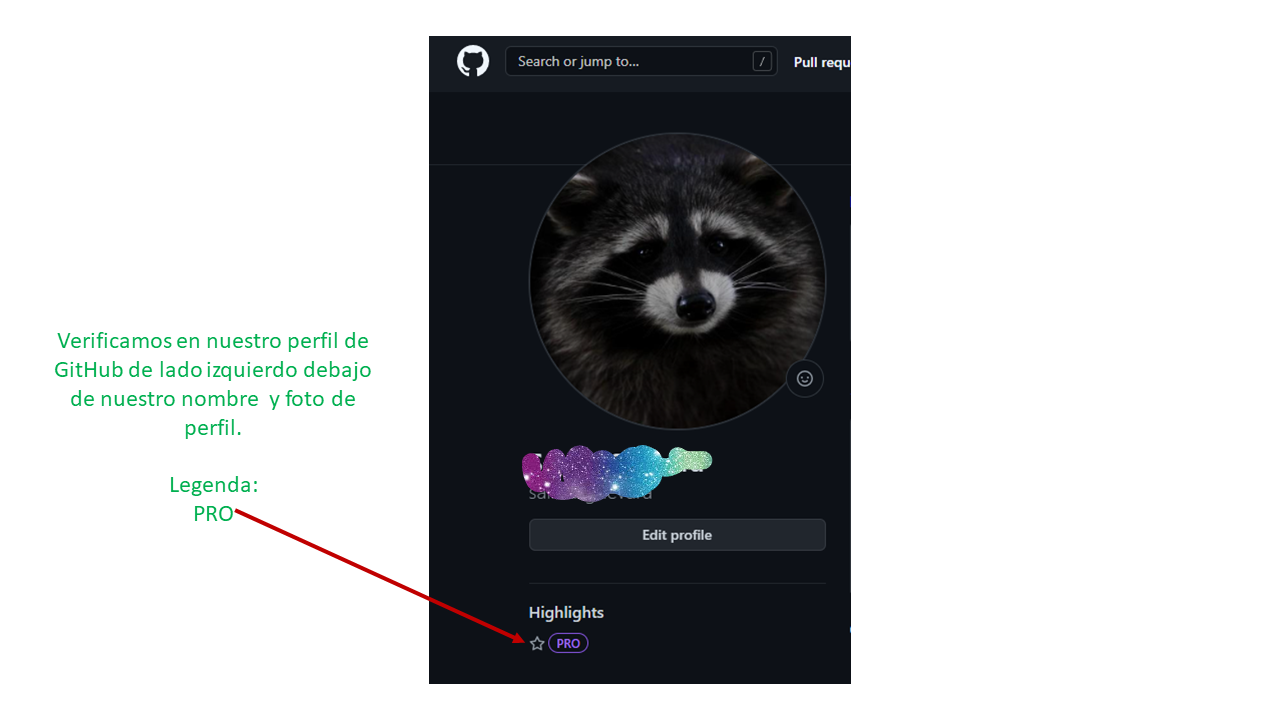 Search or jump to...
/
Pull requ
Verificamos en nuestro perfil de
GitHub de lado izquierdo debajo
de nuestro nombre y foto de
perfil.
Legenda:
PRO
Edit profile
Highlights
PRO